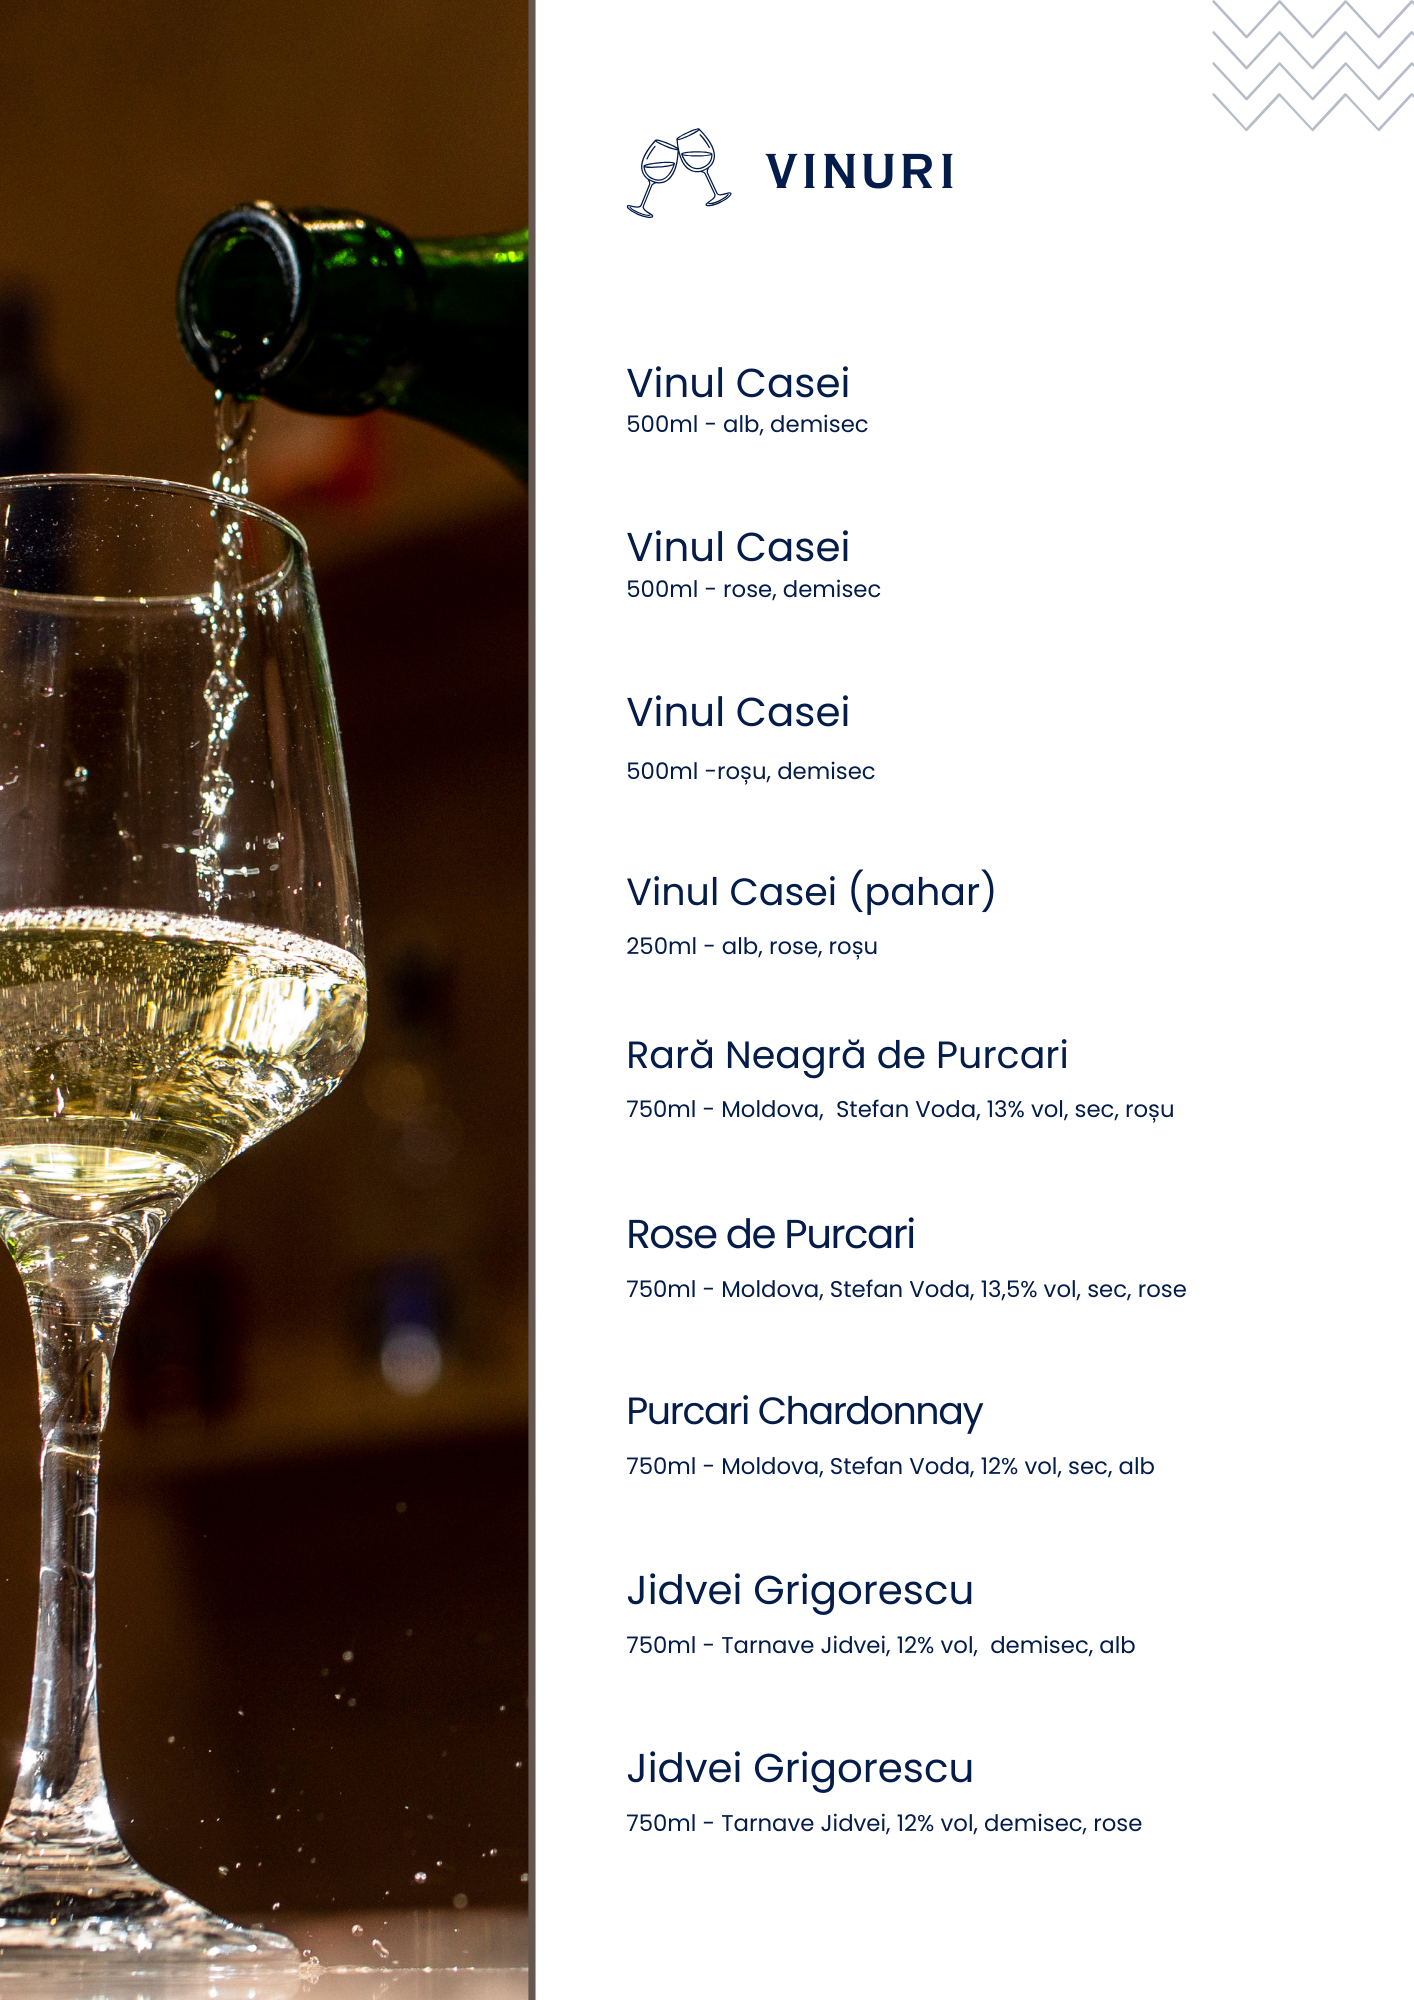 VINURI
Vinul Casei
500ml - alb, demisec
Vinul Casei
500ml - rose, demisec
Vinul Casei
500ml -roșu, demisec
Vinul Casei (pahar)
250ml - alb, rose, roșu
Rară Neagră de Purcari
750ml - Moldova,  Stefan Voda, 13% vol, sec, roșu
Rose de Purcari
750ml - Moldova, Stefan Voda, 13,5% vol, sec, rose
Purcari Chardonnay
750ml - Moldova, Stefan Voda, 12% vol, sec, alb
Jidvei Grigorescu
750ml - Tarnave Jidvei, 12% vol,  demisec, alb
Jidvei Grigorescu
750ml - Tarnave Jidvei, 12% vol, demisec, rose